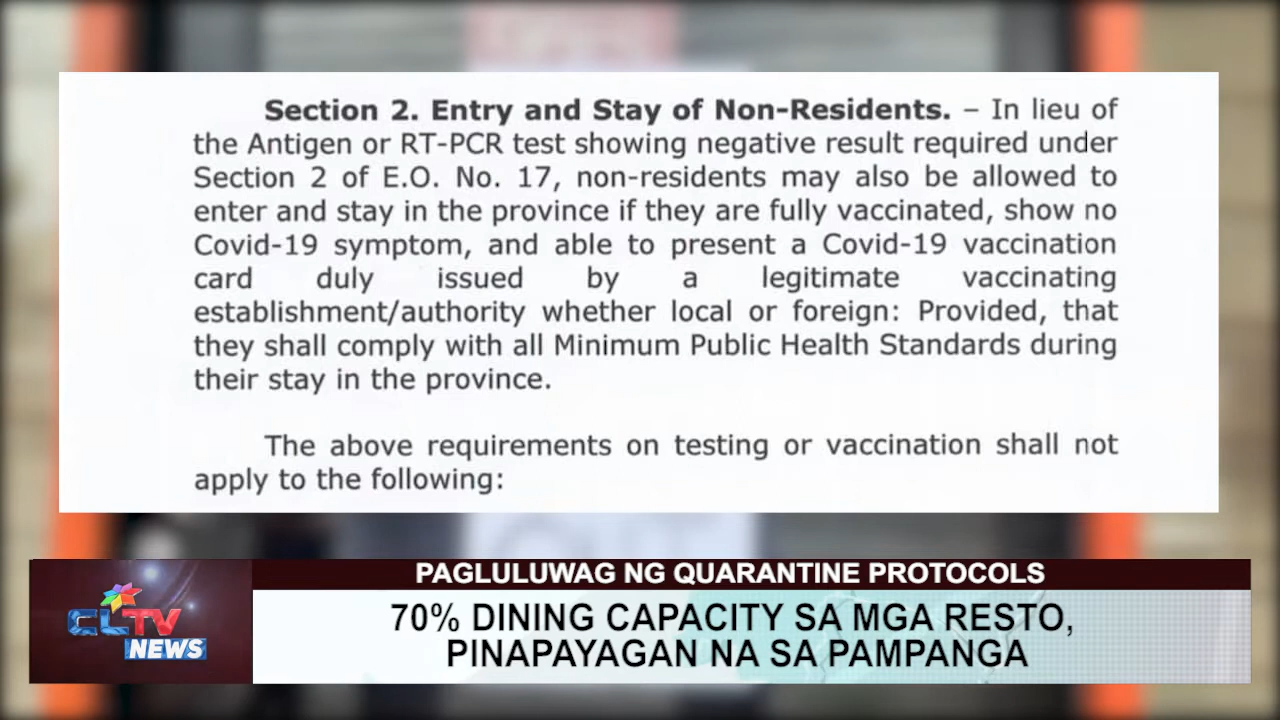 Section 2. Entry and Stay of Non-Residents. – In lieu of
the Antigen or RT-PCR test showing negative result required under
Section 2 of E.O. No. 17, non-residents may also be allowed to
enter and stay in the province if they are fully vaccinated, show no
Covid-19 symptom, and able to present a Covid-19 vaccination
card duly issued by a legitimate vaccinating
establishment/authority whether local or foreign: Provided, that
they shall comply with all Minimum Public Health Standards during
their stay in the province.
The above requirements on testing or vaccination shall not
apply to the following:
PAGLULUWAG NG QUARANTINE PROTOCOLS
70% DINING CAPACITY SA MGA RESTO,
PINAPAYAGAN NA SA PAMPANGA
CLTV
NEWS